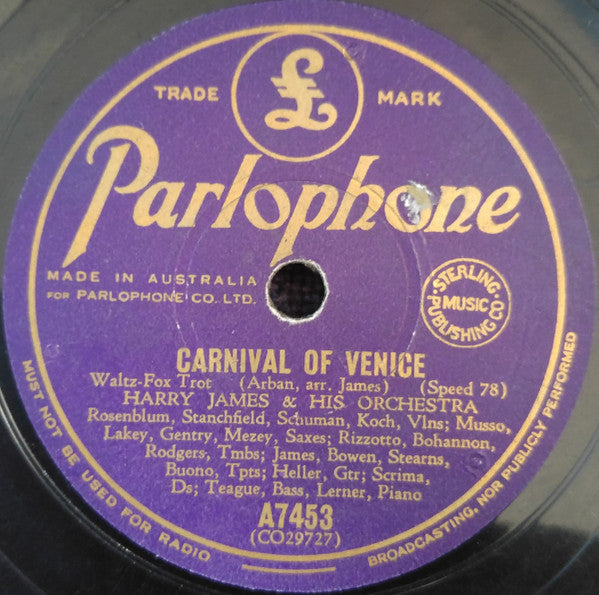 TRADE MARK
£
Parlophone
MADE IN AUSTRALIA
FOR PARLOPHONE CO. LTD.
STERLING
MUSIC
PUBLISHING CO.
CARNIVAL OF VENICE
Waltz-Fox Trot (Arban, arr. James) (Speed 78)
HARRY JAMES & HIS ORCHESTRA
Rosenblum, Stanchfield, Schuman, Koch, Vlns; Musso,
Lakey, Gentry, Mezey, Saxes; Rizzotto, Bohannon,
Rodgers, Tmbs; James, Bowen, Stearns,
Buono, Tpts; Heller, Gtr; Scrima,
Ds; Teague, Bass, Lerner, Piano
A7453
(CO29727)
MUST NOT BE USED FOR RADIO BROADCASTING, NOR PUBLICLY PERFORMED